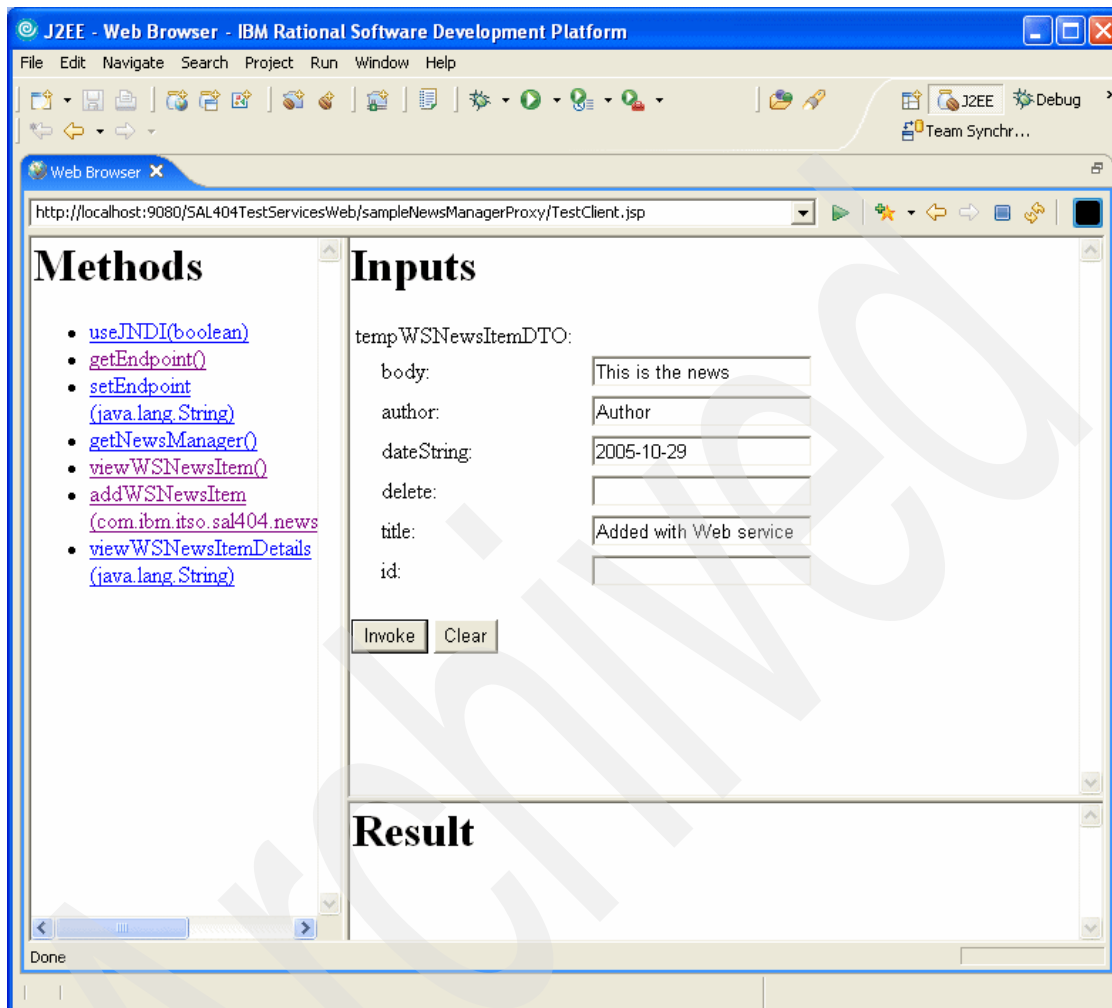 J2EE - Web Browser - IBM Rational Software Development Platform
File Edit Navigate Search Project Run Window Help
J2EE Debug
Team Synchr...
Web Browser
http://localhost:9080/SAL404TestServicesWeb/sampleNewsManagerProxy/TestClient.jsp
Methods
useJNDI(boolean)
getEndpoint()
setEndpoint
(java.lang.String)
getNewsManager()
viewWSNewsItem()
addWSNewsItem
(com.ibm.itso.sal404.news
viewWSNewsItemDetails
(java.lang.String)
Inputs
tempWSNewsItemDTO:
body: This is the news
author: Author
dateString: 2005-10-29
delete:
title: Added with Web service
id:
Invoke Clear
Result
Done
Archived